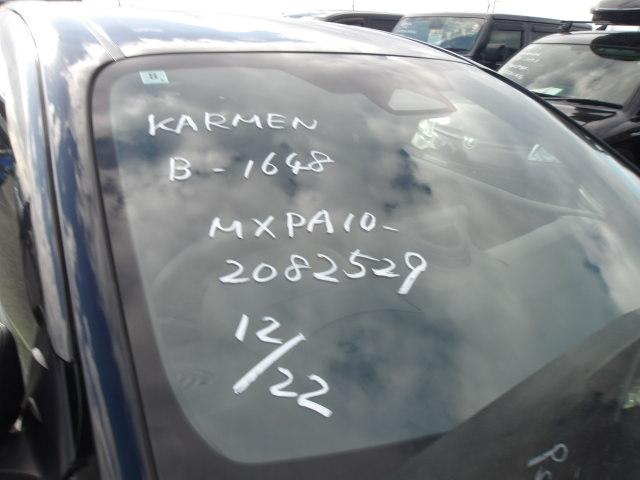 KARMEN
B-1648
MXPA10-
2082529
12/22